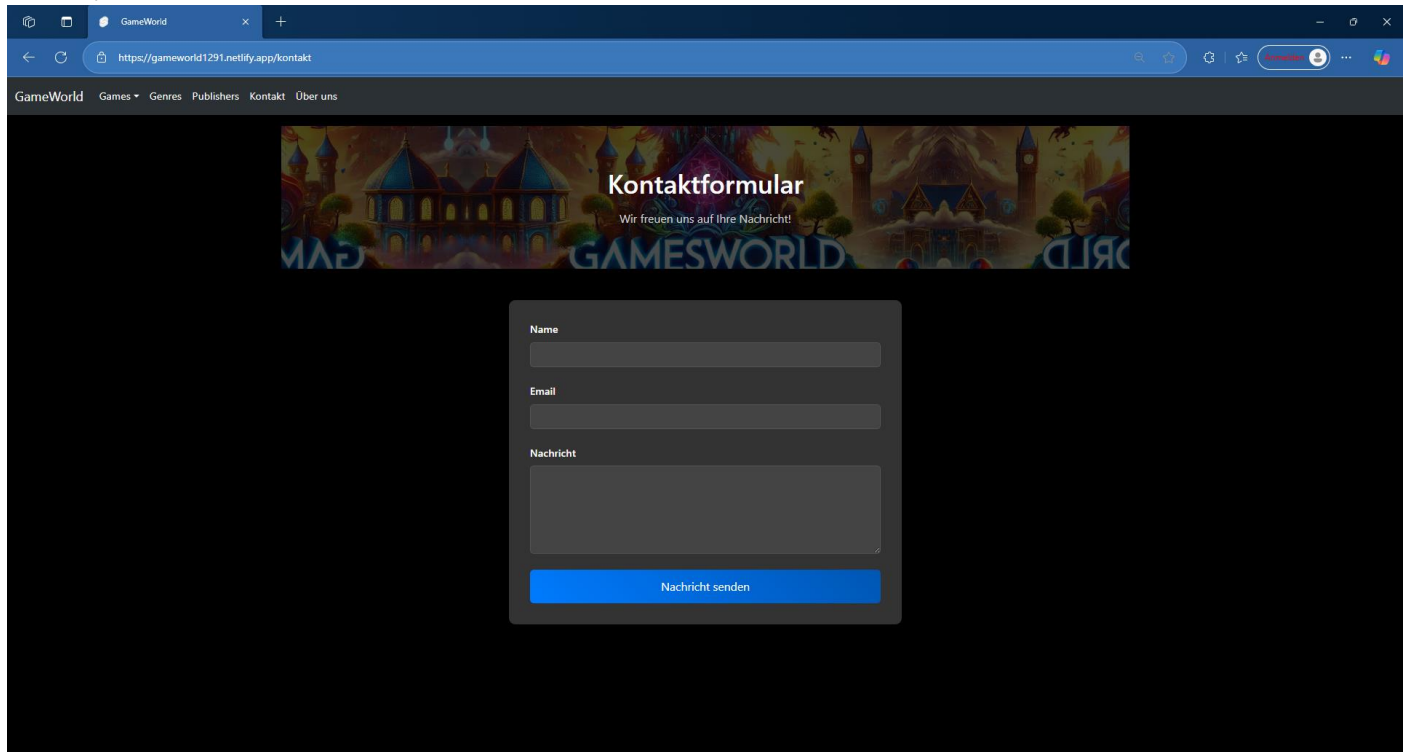 GameWorld
https://gameworld1291.netlify.app/kontakt
GameWorld Games Genres Publishers Kontakt Über uns
Kontaktformular
Wir freuen uns auf Ihre Nachricht!
GAMESWORLD
Name
Email
Nachricht
Nachricht senden